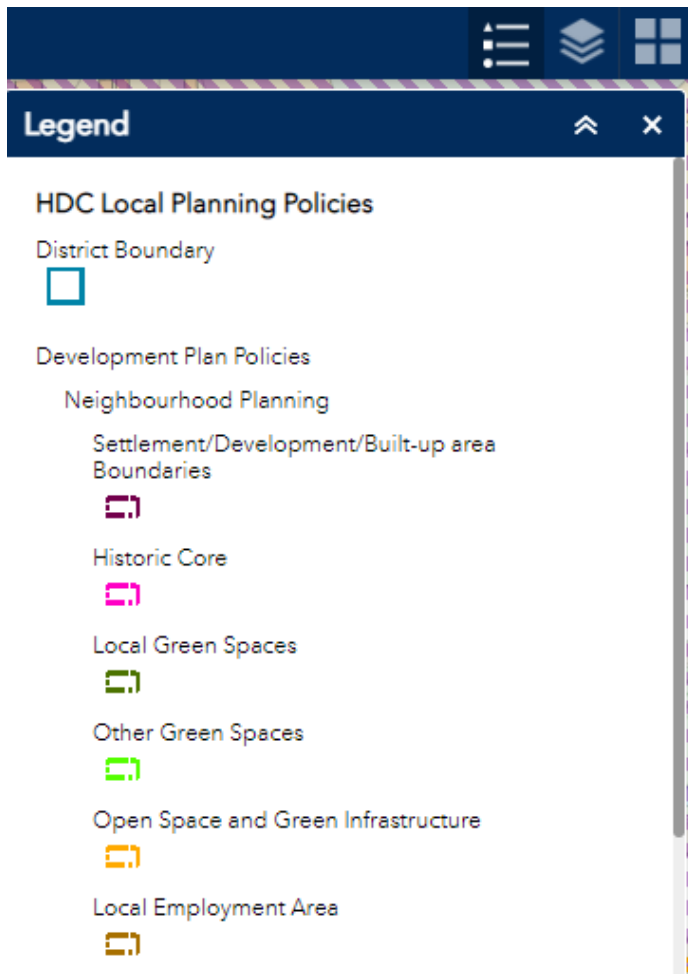 Legend
HDC Local Planning Policies
District Boundary
Development Plan Policies
Neighbourhood Planning
Settlement/Development/Built-up area
Boundaries
Historic Core
Local Green Spaces
Other Green Spaces
Open Space and Green Infrastructure
Local Employment Area